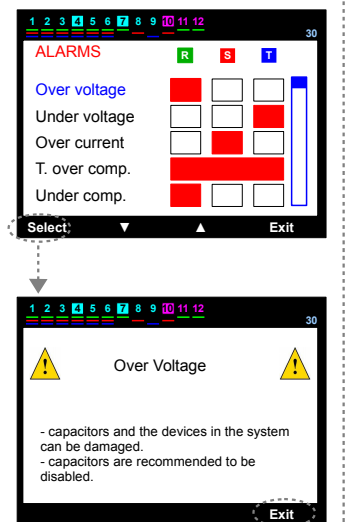 1 2 3 4 5 6 7 8 9 10 11 12
30
ALARMS R S T
Over voltage
Under voltage
Over current
T. over comp.
Under comp.
Select ▼ ▲ Exit
1 2 3 4 5 6 7 8 9 10 11 12
30
! Over Voltage !
- capacitors and the devices in the system
can be damaged.
- capacitors are recommended to be
disabled.
Exit